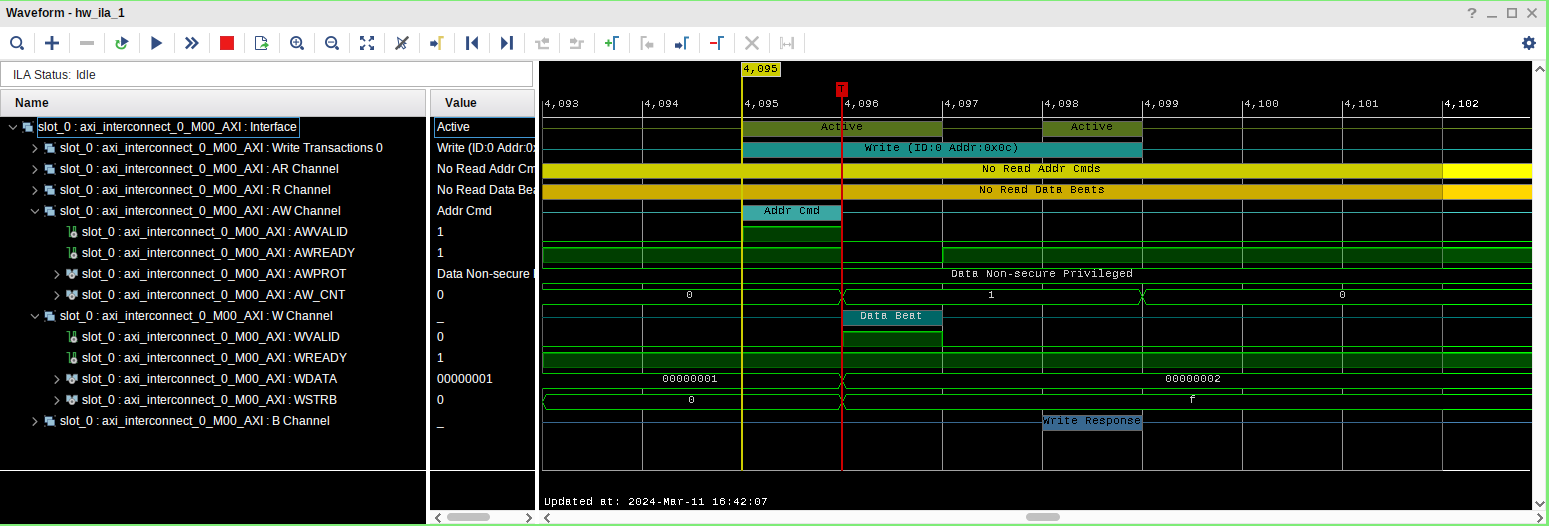 Waveform - hw_ila_1
?
ILA Status: Idle
Name Value
4,095
T
4,093 4,094 4,095 4,096 4,097 4,098 4,099 4,100 4,101 4,102
slot_0 : axi_interconnect_0_M00_AXI : Interface Active Active Active
slot_0 : axi_interconnect_0_M00_AXI : Write Transactions 0 Write (ID:0 Addr:0x Write (ID:0 Addr:0x0c)
slot_0 : axi_interconnect_0_M00_AXI : AR Channel No Read Addr Cm No Read Addr Cmds
slot_0 : axi_interconnect_0_M00_AXI : R Channel No Read Data Bea No Read Data Beats
slot_0 : axi_interconnect_0_M00_AXI : AW Channel Addr Cmd Addr Cmd
slot_0 : axi_interconnect_0_M00_AXI : AWVALID 1
slot_0 : axi_interconnect_0_M00_AXI : AWREADY 1
slot_0 : axi_interconnect_0_M00_AXI : AWPROT Data Non-secure Data Non-secure Privileged
slot_0 : axi_interconnect_0_M00_AXI : AW_CNT 0 0 1 0
slot_0 : axi_interconnect_0_M00_AXI : W Channel _ Data Beat
slot_0 : axi_interconnect_0_M00_AXI : WVALID 0
slot_0 : axi_interconnect_0_M00_AXI : WREADY 1
slot_0 : axi_interconnect_0_M00_AXI : WDATA 00000001 00000001 00000002
slot_0 : axi_interconnect_0_M00_AXI : WSTRB 0 0 f
slot_0 : axi_interconnect_0_M00_AXI : B Channel _ Write Response
Updated at: 2024-Mar-11 16:42:07